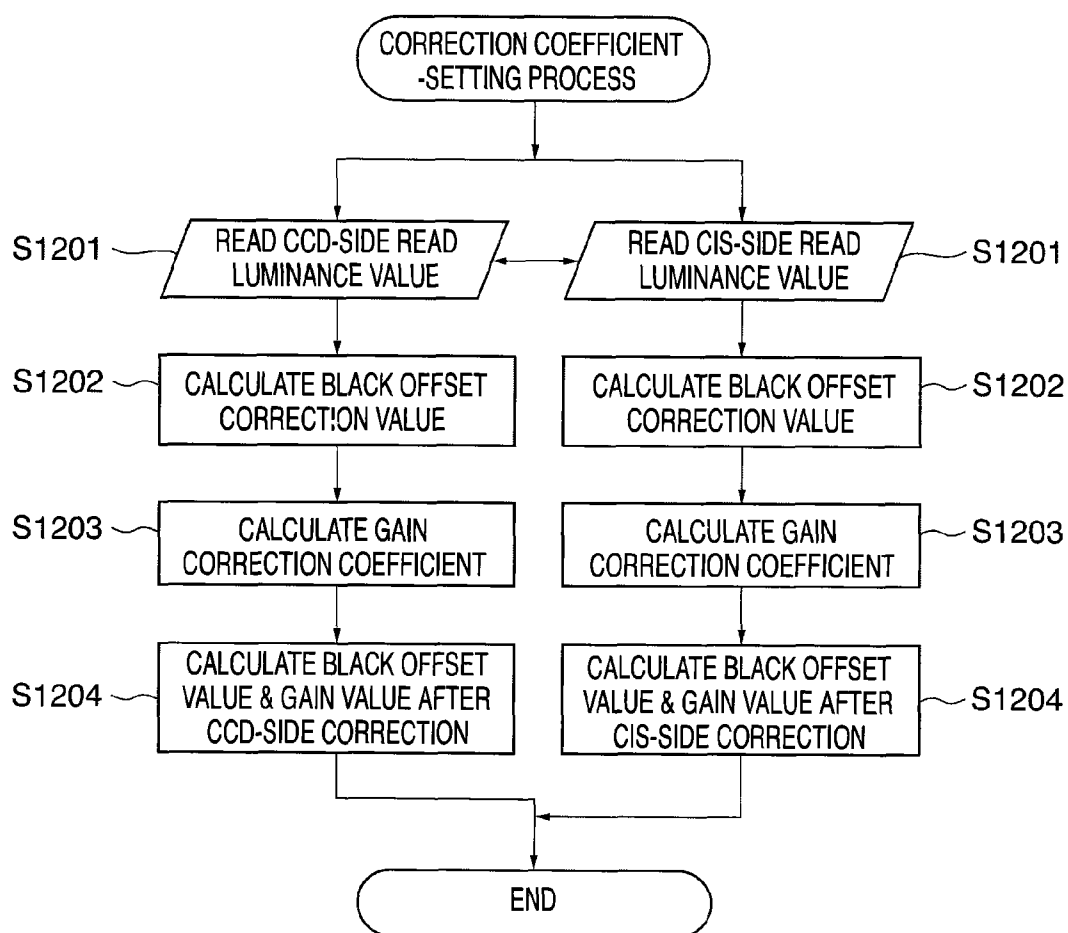 CORRECTION COEFFICIENT
-SETTING PROCESS
S1201
READ CCD-SIDE READ
LUMINANCE VALUE
READ CIS-SIDE READ
LUMINANCE VALUE
S1201
S1202
CALCULATE BLACK OFFSET
CORRECTION VALUE
CALCULATE BLACK OFFSET
CORRECTION VALUE
S1202
S1203
CALCULATE GAIN
CORRECTION COEFFICIENT
CALCULATE GAIN
CORRECTION COEFFICIENT
S1203
S1204
CALCULATE BLACK OFFSET
VALUE & GAIN VALUE AFTER
CCD-SIDE CORRECTION
CALCULATE BLACK OFFSET
VALUE & GAIN VALUE AFTER
CIS-SIDE CORRECTION
S1204
END